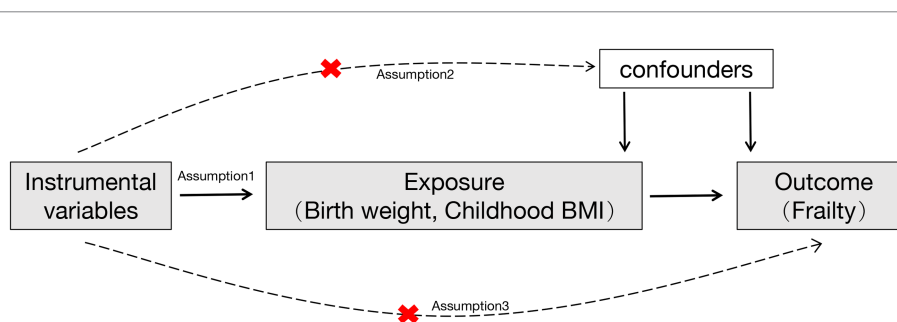 confounders
Assumption2
Instrumental
variables
Assumption1
Exposure
（Birth weight, Childhood BMI）
Outcome
（Frailty）
Assumption3